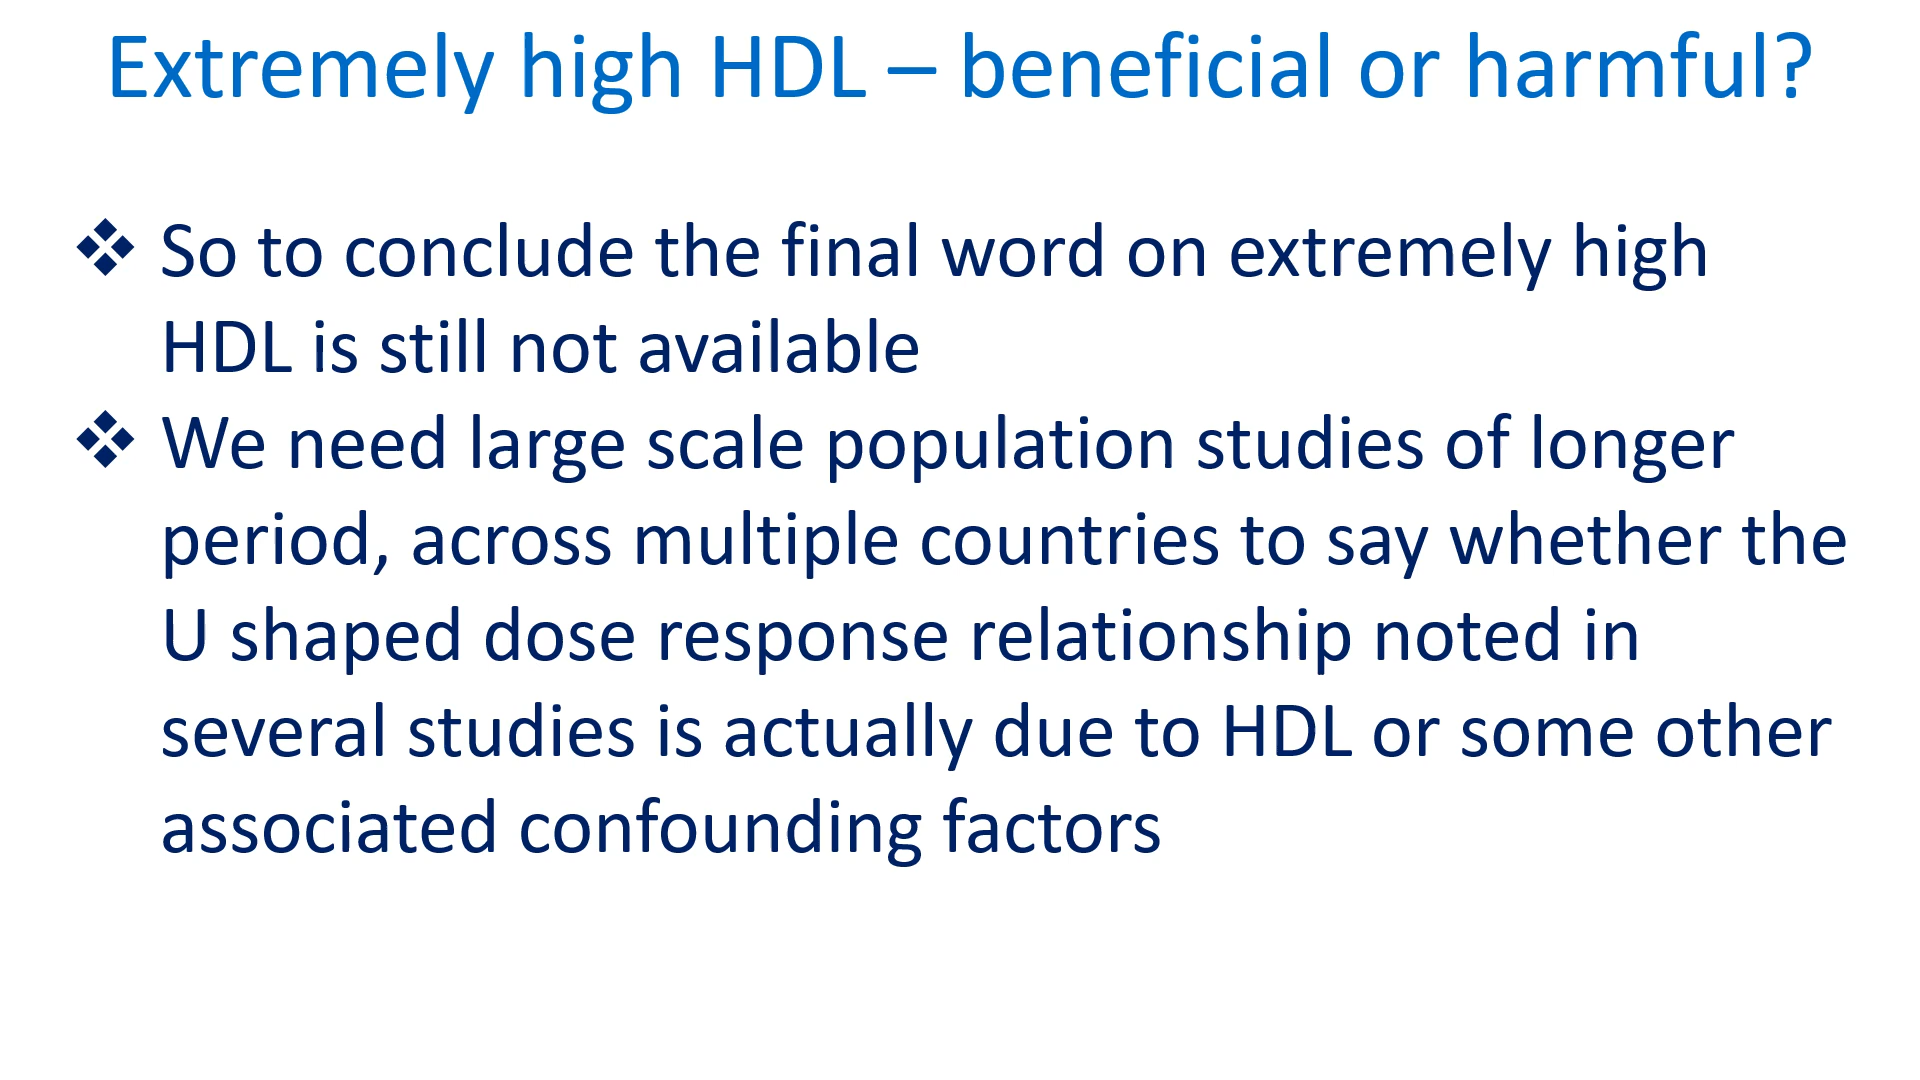 Extremely high HDL – beneficial or harmful?
❖ So to conclude the final word on extremely high
HDL is still not available
❖ We need large scale population studies of longer
period, across multiple countries to say whether the
U shaped dose response relationship noted in
several studies is actually due to HDL or some other
associated confounding factors